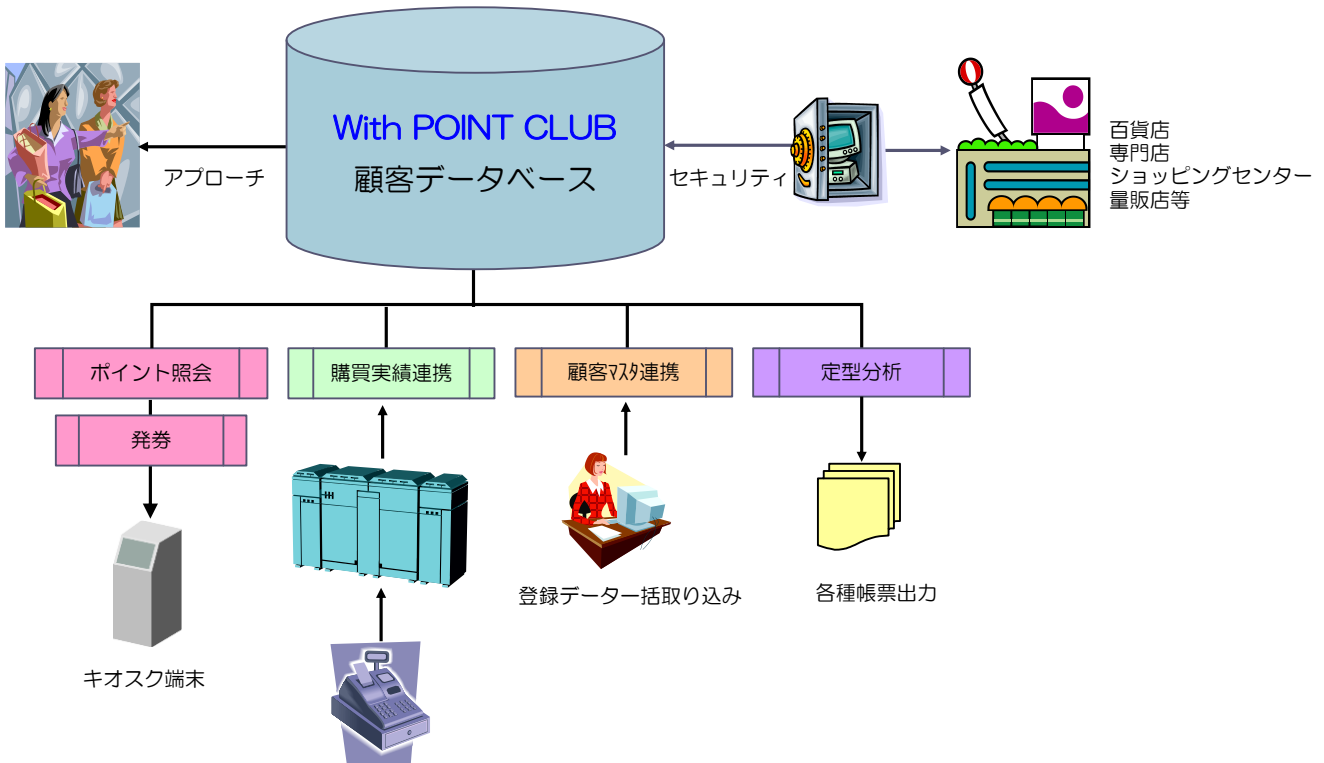 With POINT CLUB
顧客データベース
アプローチ
セキュリティ
百貨店
専門店
ショッピングセンター
量販店等
ポイント照会
購買実績連携
顧客ﾏｽﾀ連携
定型分析
発券
登録データ一括取り込み
各種帳票出力
キオスク端末